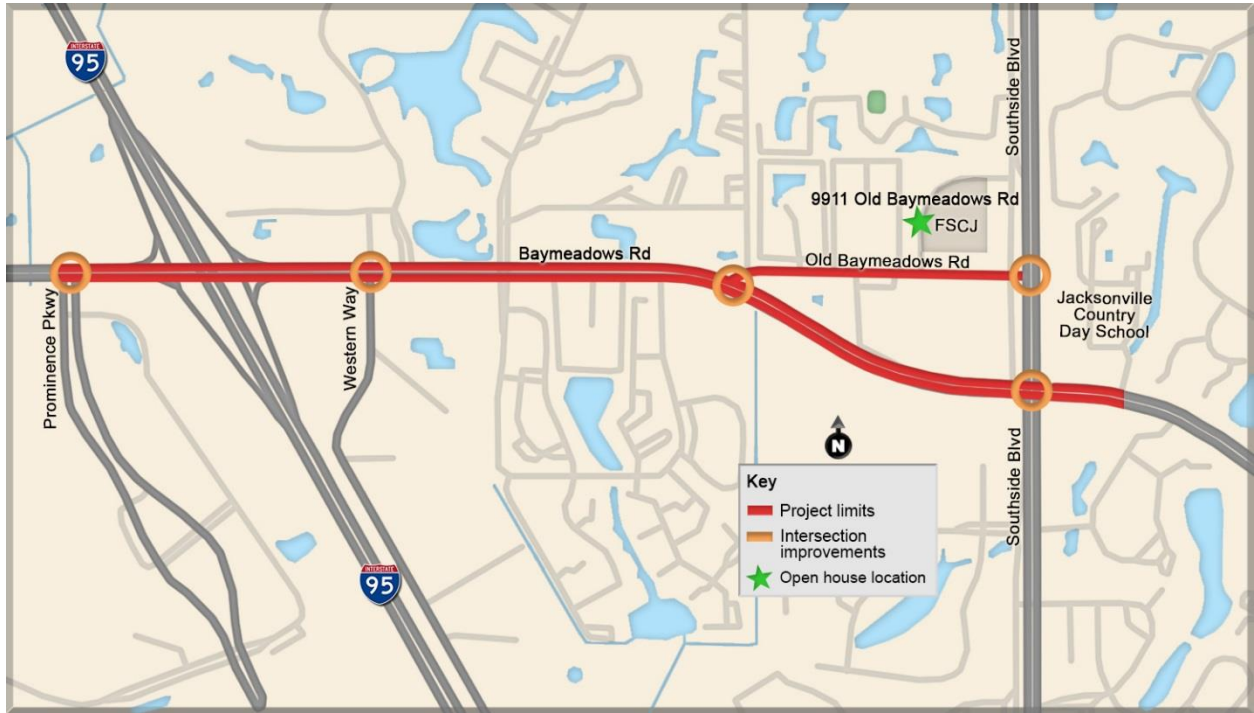 INTERSTATE
95
Southside Blvd
9911 Old Baymeadows Rd
FSCJ
Baymeadows Rd
Old Baymeadows Rd
Prominence Pkwy
Western Way
Jacksonville
Country
Day School
N
Southside Blvd
INTERSTATE
95
Key
Project limits
Intersection
improvements
Open house location